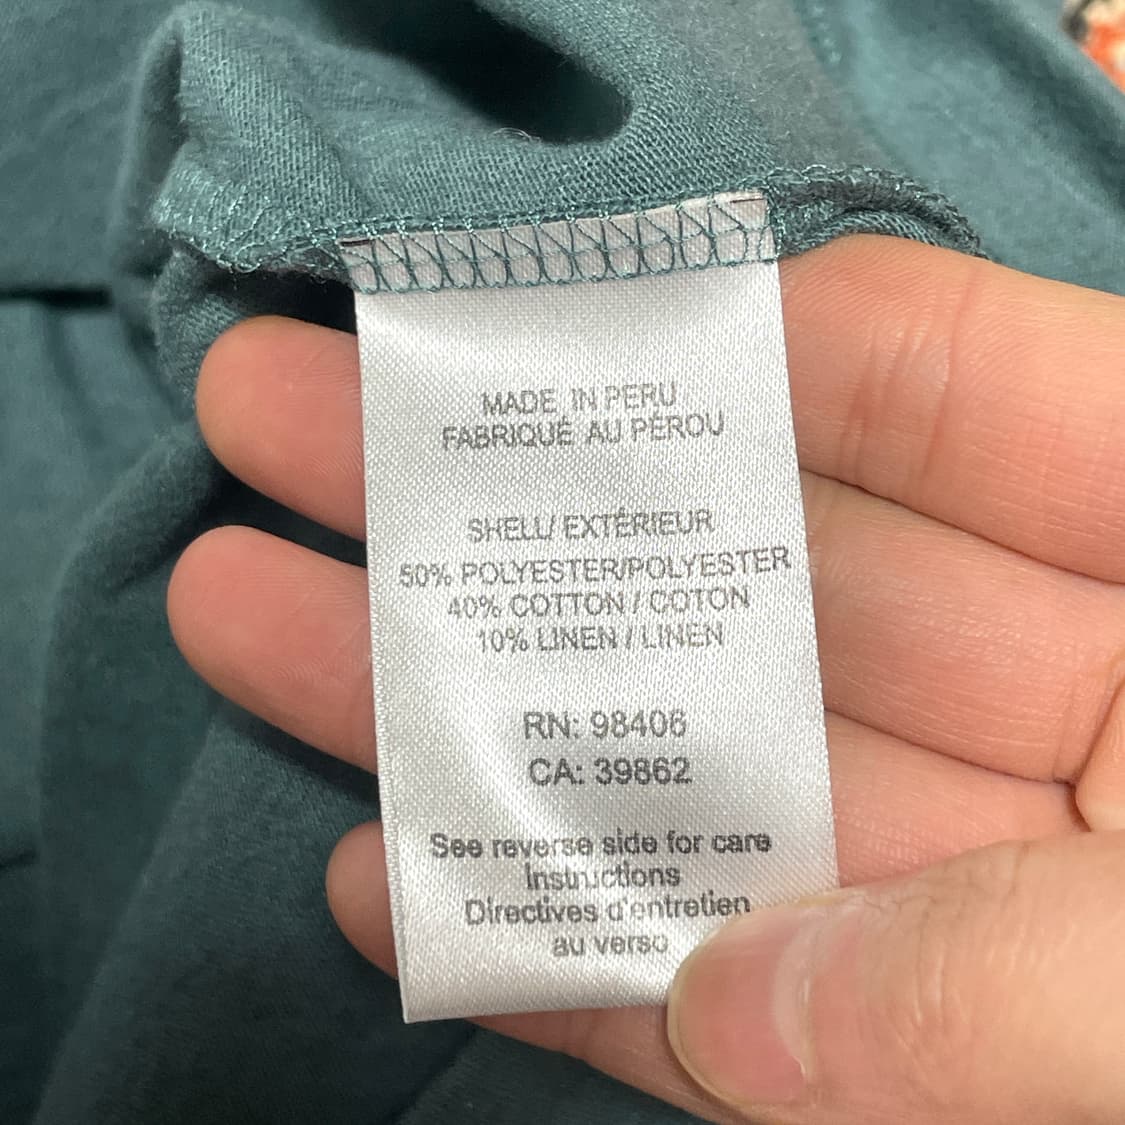 MADE IN PERU
FABRIQUÉ AU PÉROU
SHELL/ EXTÉRIEUR
50% POLYESTER/POLYESTER
40% COTTON / COTON
10% LINEN / LINEN
RN: 98406
CA: 39862
See reverse side for care
Instructions
Directives d'entretien
au verso